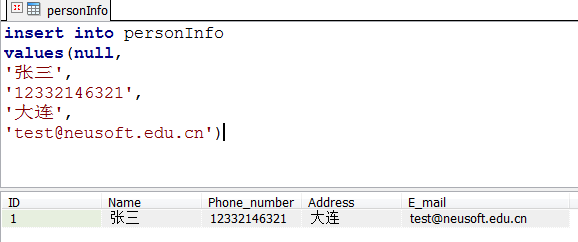 personInfo
insert into personInfo
values(null,
'张三',
'12332146321',
'大连',
'test@neusoft.edu.cn')
ID Name Phone_number Address E_mail
1 张三 12332146321 大连 test@neusoft.edu.cn